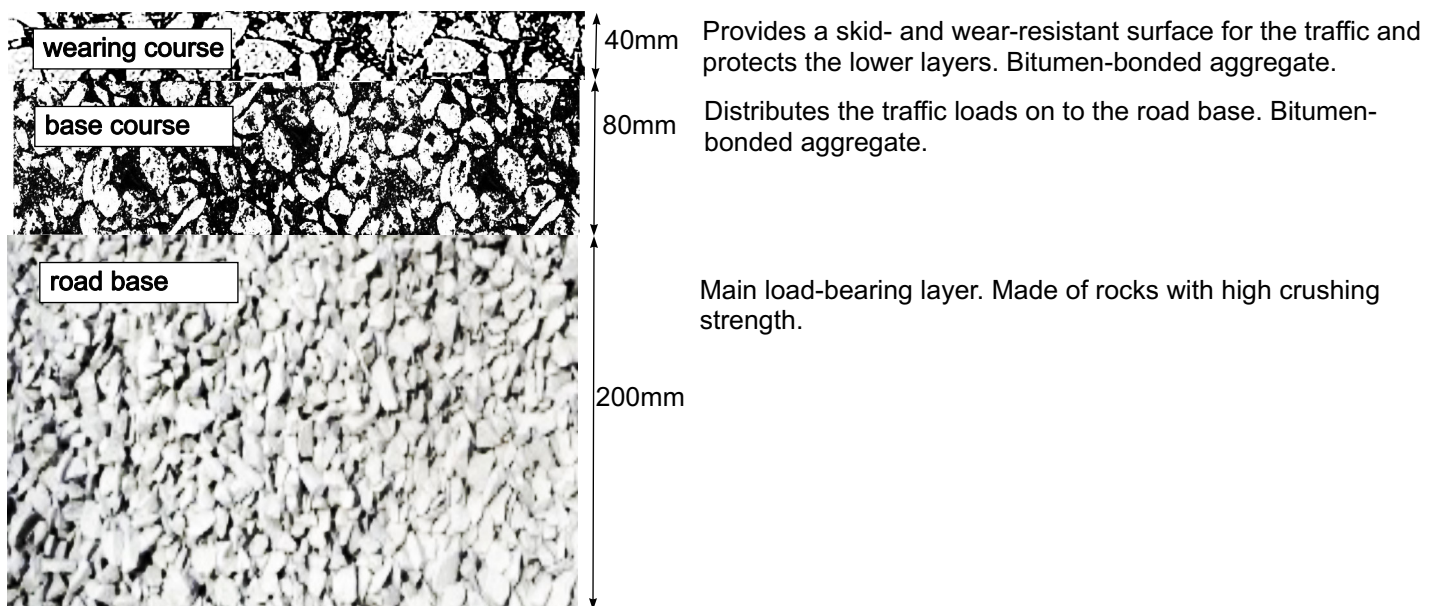 wearing course
40mm
Provides a skid- and wear-resistant surface for the traffic and
protects the lower layers. Bitumen-bonded aggregate.
base course
80mm
Distributes the traffic loads on to the road base. Bitumen-
bonded aggregate.
road base
200mm
Main load-bearing layer. Made of rocks with high crushing
strength.